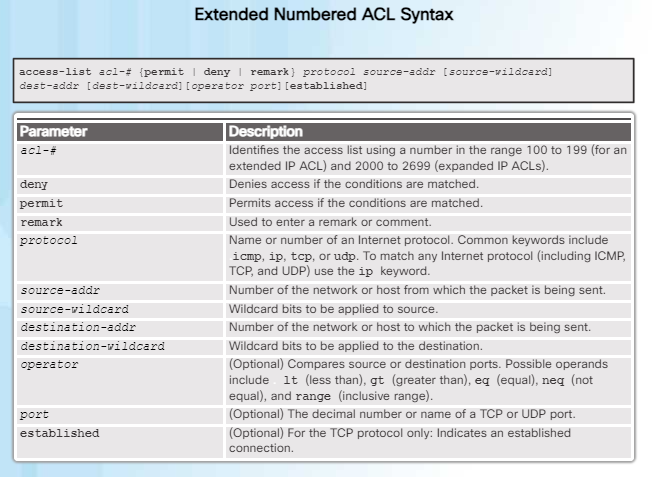 Extended Numbered ACL Syntax
access-list acl-# {permit | deny | remark} protocol source-addr [source-wildcard]
dest-addr [dest-wildcard][operator port][established]
Parameter Description
acl-# Identifies the access list using a number in the range 100 to 199 (for an
extended IP ACL) and 2000 to 2699 (expanded IP ACLs).
deny Denies access if the conditions are matched.
permit Permits access if the conditions are matched.
remark Used to enter a remark or comment.
protocol Name or number of an Internet protocol. Common keywords include
icmp, ip, tcp, or udp. To match any Internet protocol (including ICMP,
TCP, and UDP) use the ip keyword.
source-addr Number of the network or host from which the packet is being sent.
source-wildcard Wildcard bits to be applied to source.
destination-addr Number of the network or host to which the packet is being sent.
destination-wildcard Wildcard bits to be applied to the destination.
operator (Optional) Compares source or destination ports. Possible operands
include lt (less than), gt (greater than), eq (equal), neq (not
equal), and range (inclusive range).
port (Optional) The decimal number or name of a TCP or UDP port.
established (Optional) For the TCP protocol only: Indicates an established
connection.